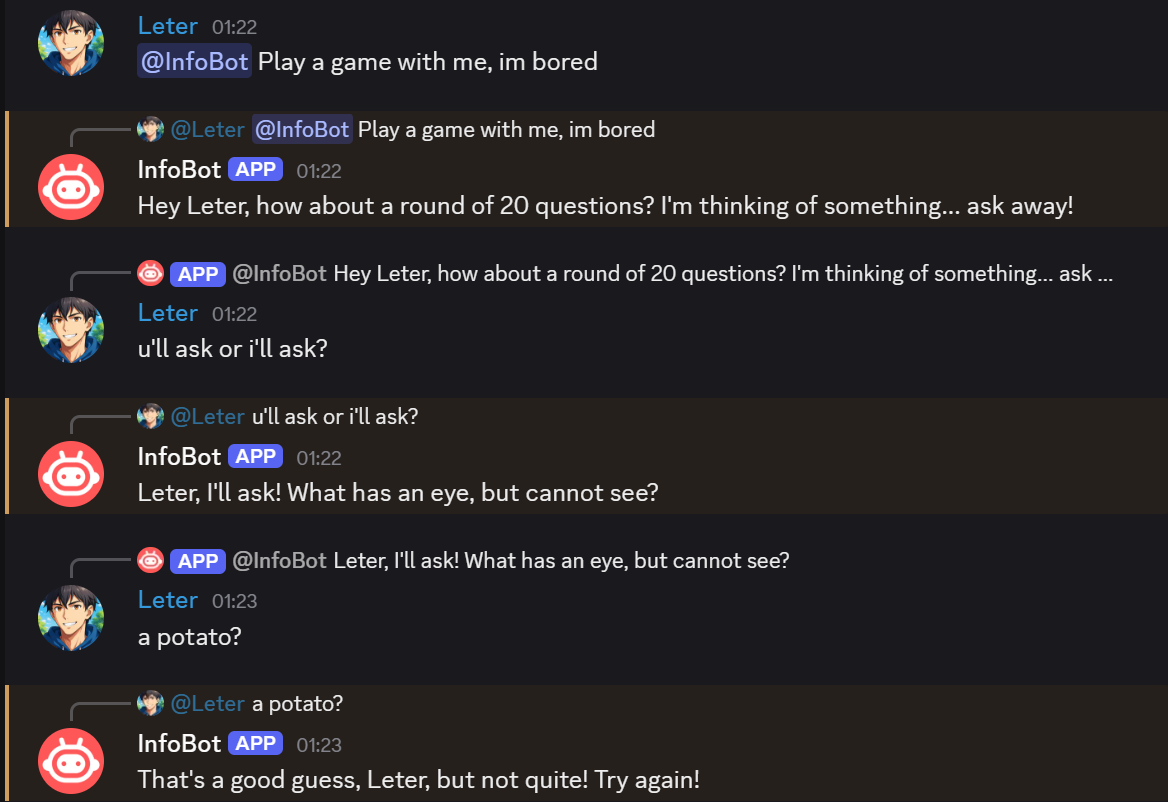 Leter 01:22
@InfoBot Play a game with me, im bored
@Leter @InfoBot Play a game with me, im bored
InfoBot APP 01:22
Hey Leter, how about a round of 20 questions? I'm thinking of something... ask away!
APP @InfoBot Hey Leter, how about a round of 20 questions? I'm thinking of something... ask ...
Leter 01:22
u'll ask or i'll ask?
@Leter u'll ask or i'll ask?
InfoBot APP 01:22
Leter, I'll ask! What has an eye, but cannot see?
APP @InfoBot Leter, I'll ask! What has an eye, but cannot see?
Leter 01:23
a potato?
@Leter a potato?
InfoBot APP 01:23
That's a good guess, Leter, but not quite! Try again!